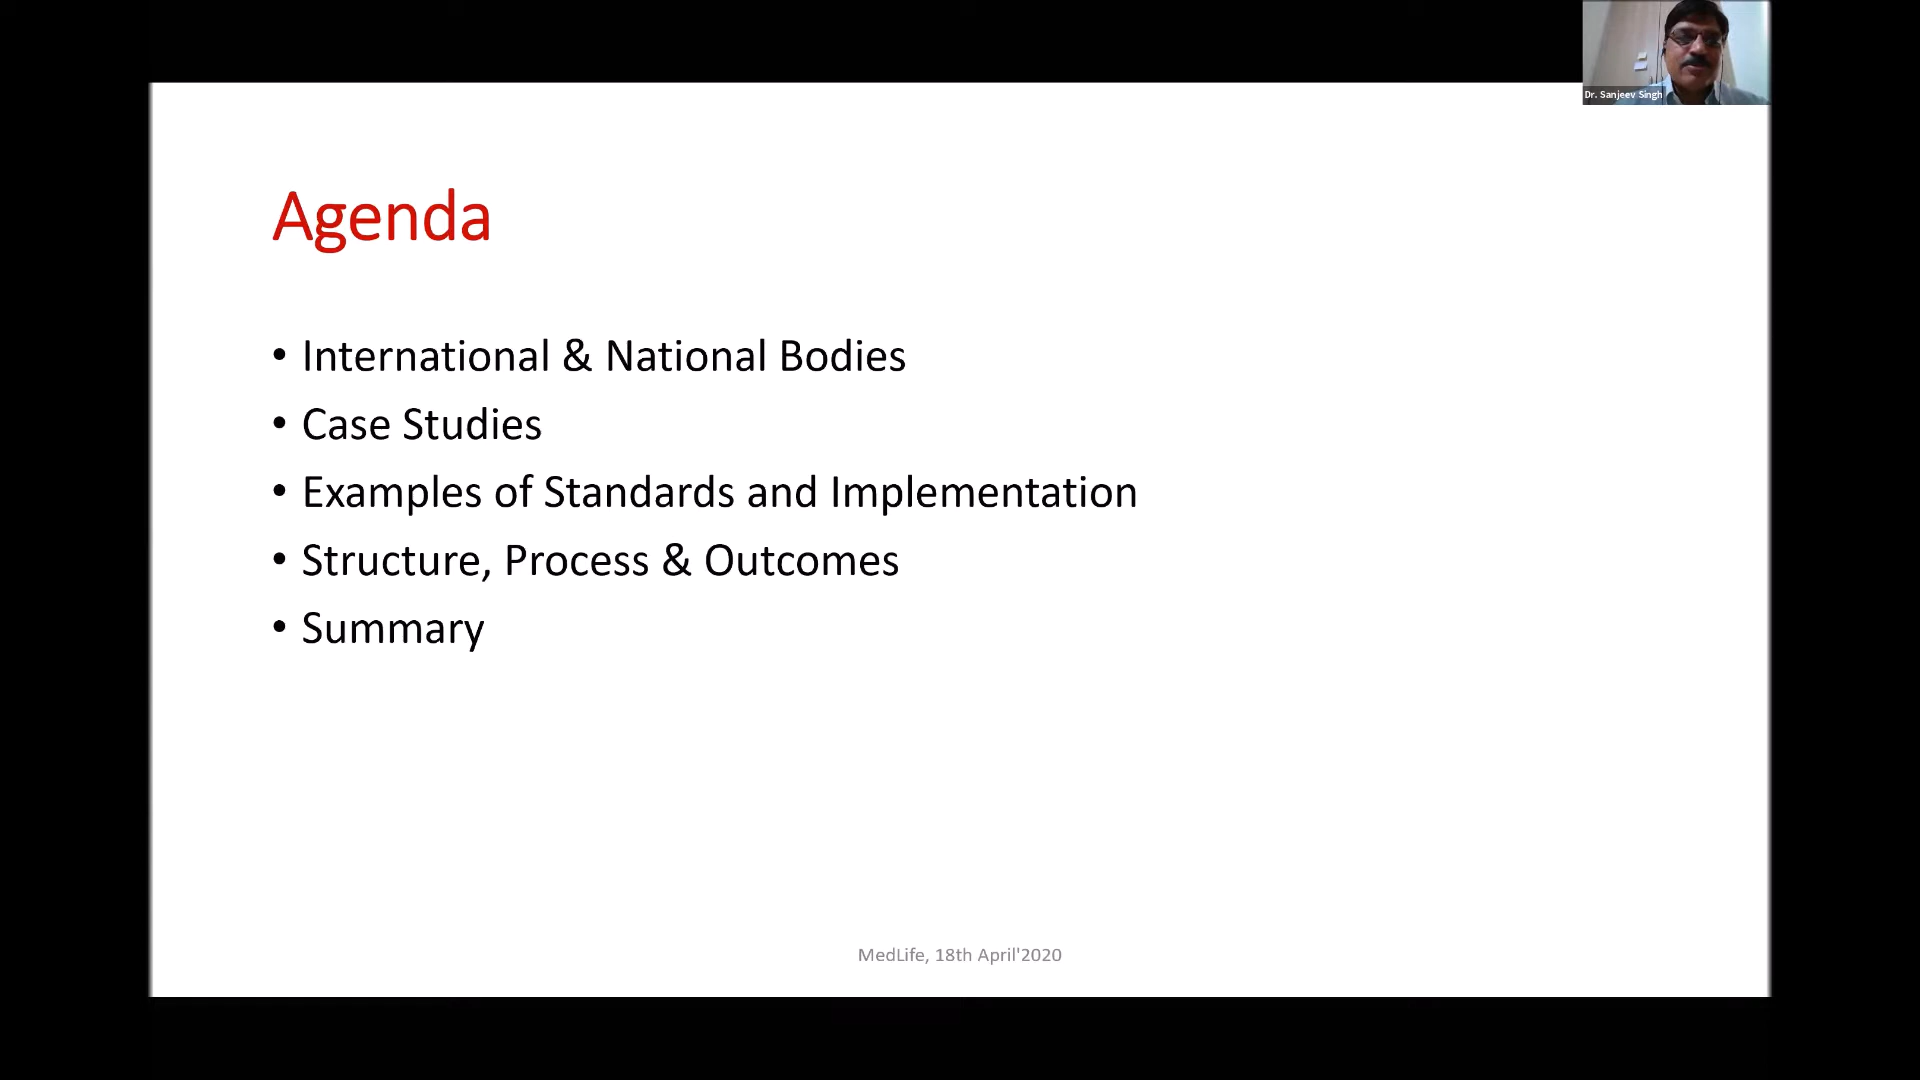 Dr. Sanjeev Singh
Agenda
• International & National Bodies
• Case Studies
• Examples of Standards and Implementation
• Structure, Process & Outcomes
• Summary
MedLife, 18th April'2020